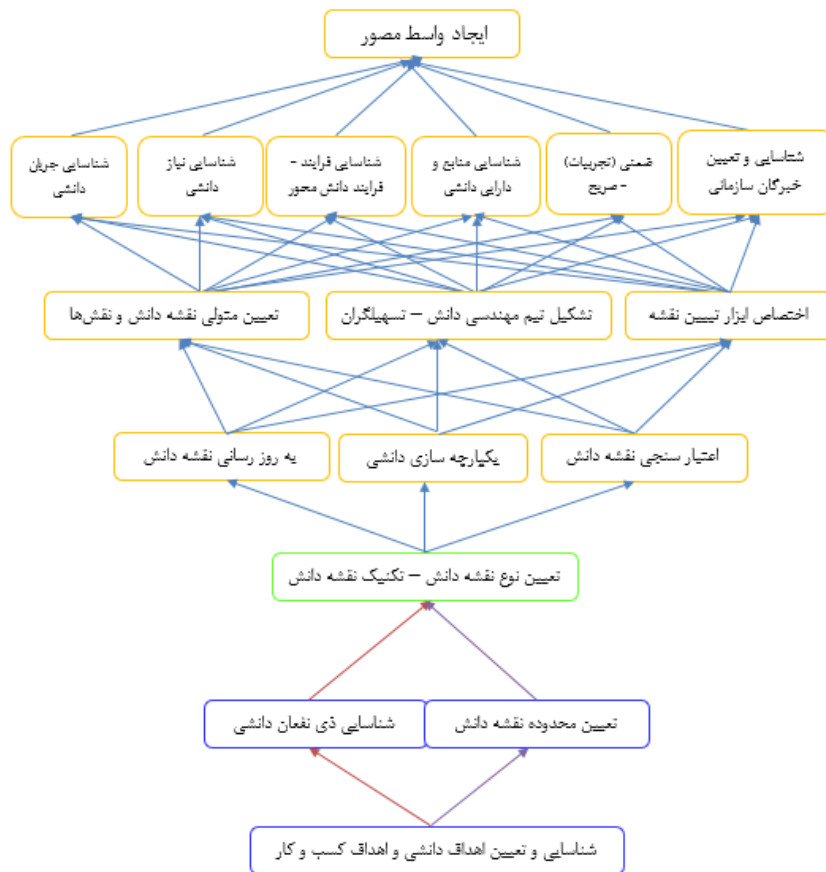 ایجاد واسط مصور
شناسایی و تعیین
خبرگان سازمانی
ضمنی (تجربیات)
- صریح
شناسایی منابع و
دارایی دانشی
شناسایی فرایند -
فرایند دانش محور
شناسایی نیاز
دانشی
شناسایی جریان
دانشی
اختصاص ابزار تبیین نقشه
تشکیل تیم مهندسی دانش – تسهیلگران
تعیین متولی نقشه دانش و نقش‌ها
اعتبار سنجی نقشه دانش
یکپارچه سازی دانشی
به روز رسانی نقشه دانش
تعیین نوع نقشه دانش – تکنیک نقشه دانش
تعیین محدوده نقشه دانش
شناسایی ذی نفعان دانشی
شناسایی و تعیین اهداف دانشی و اهداف کسب و کار